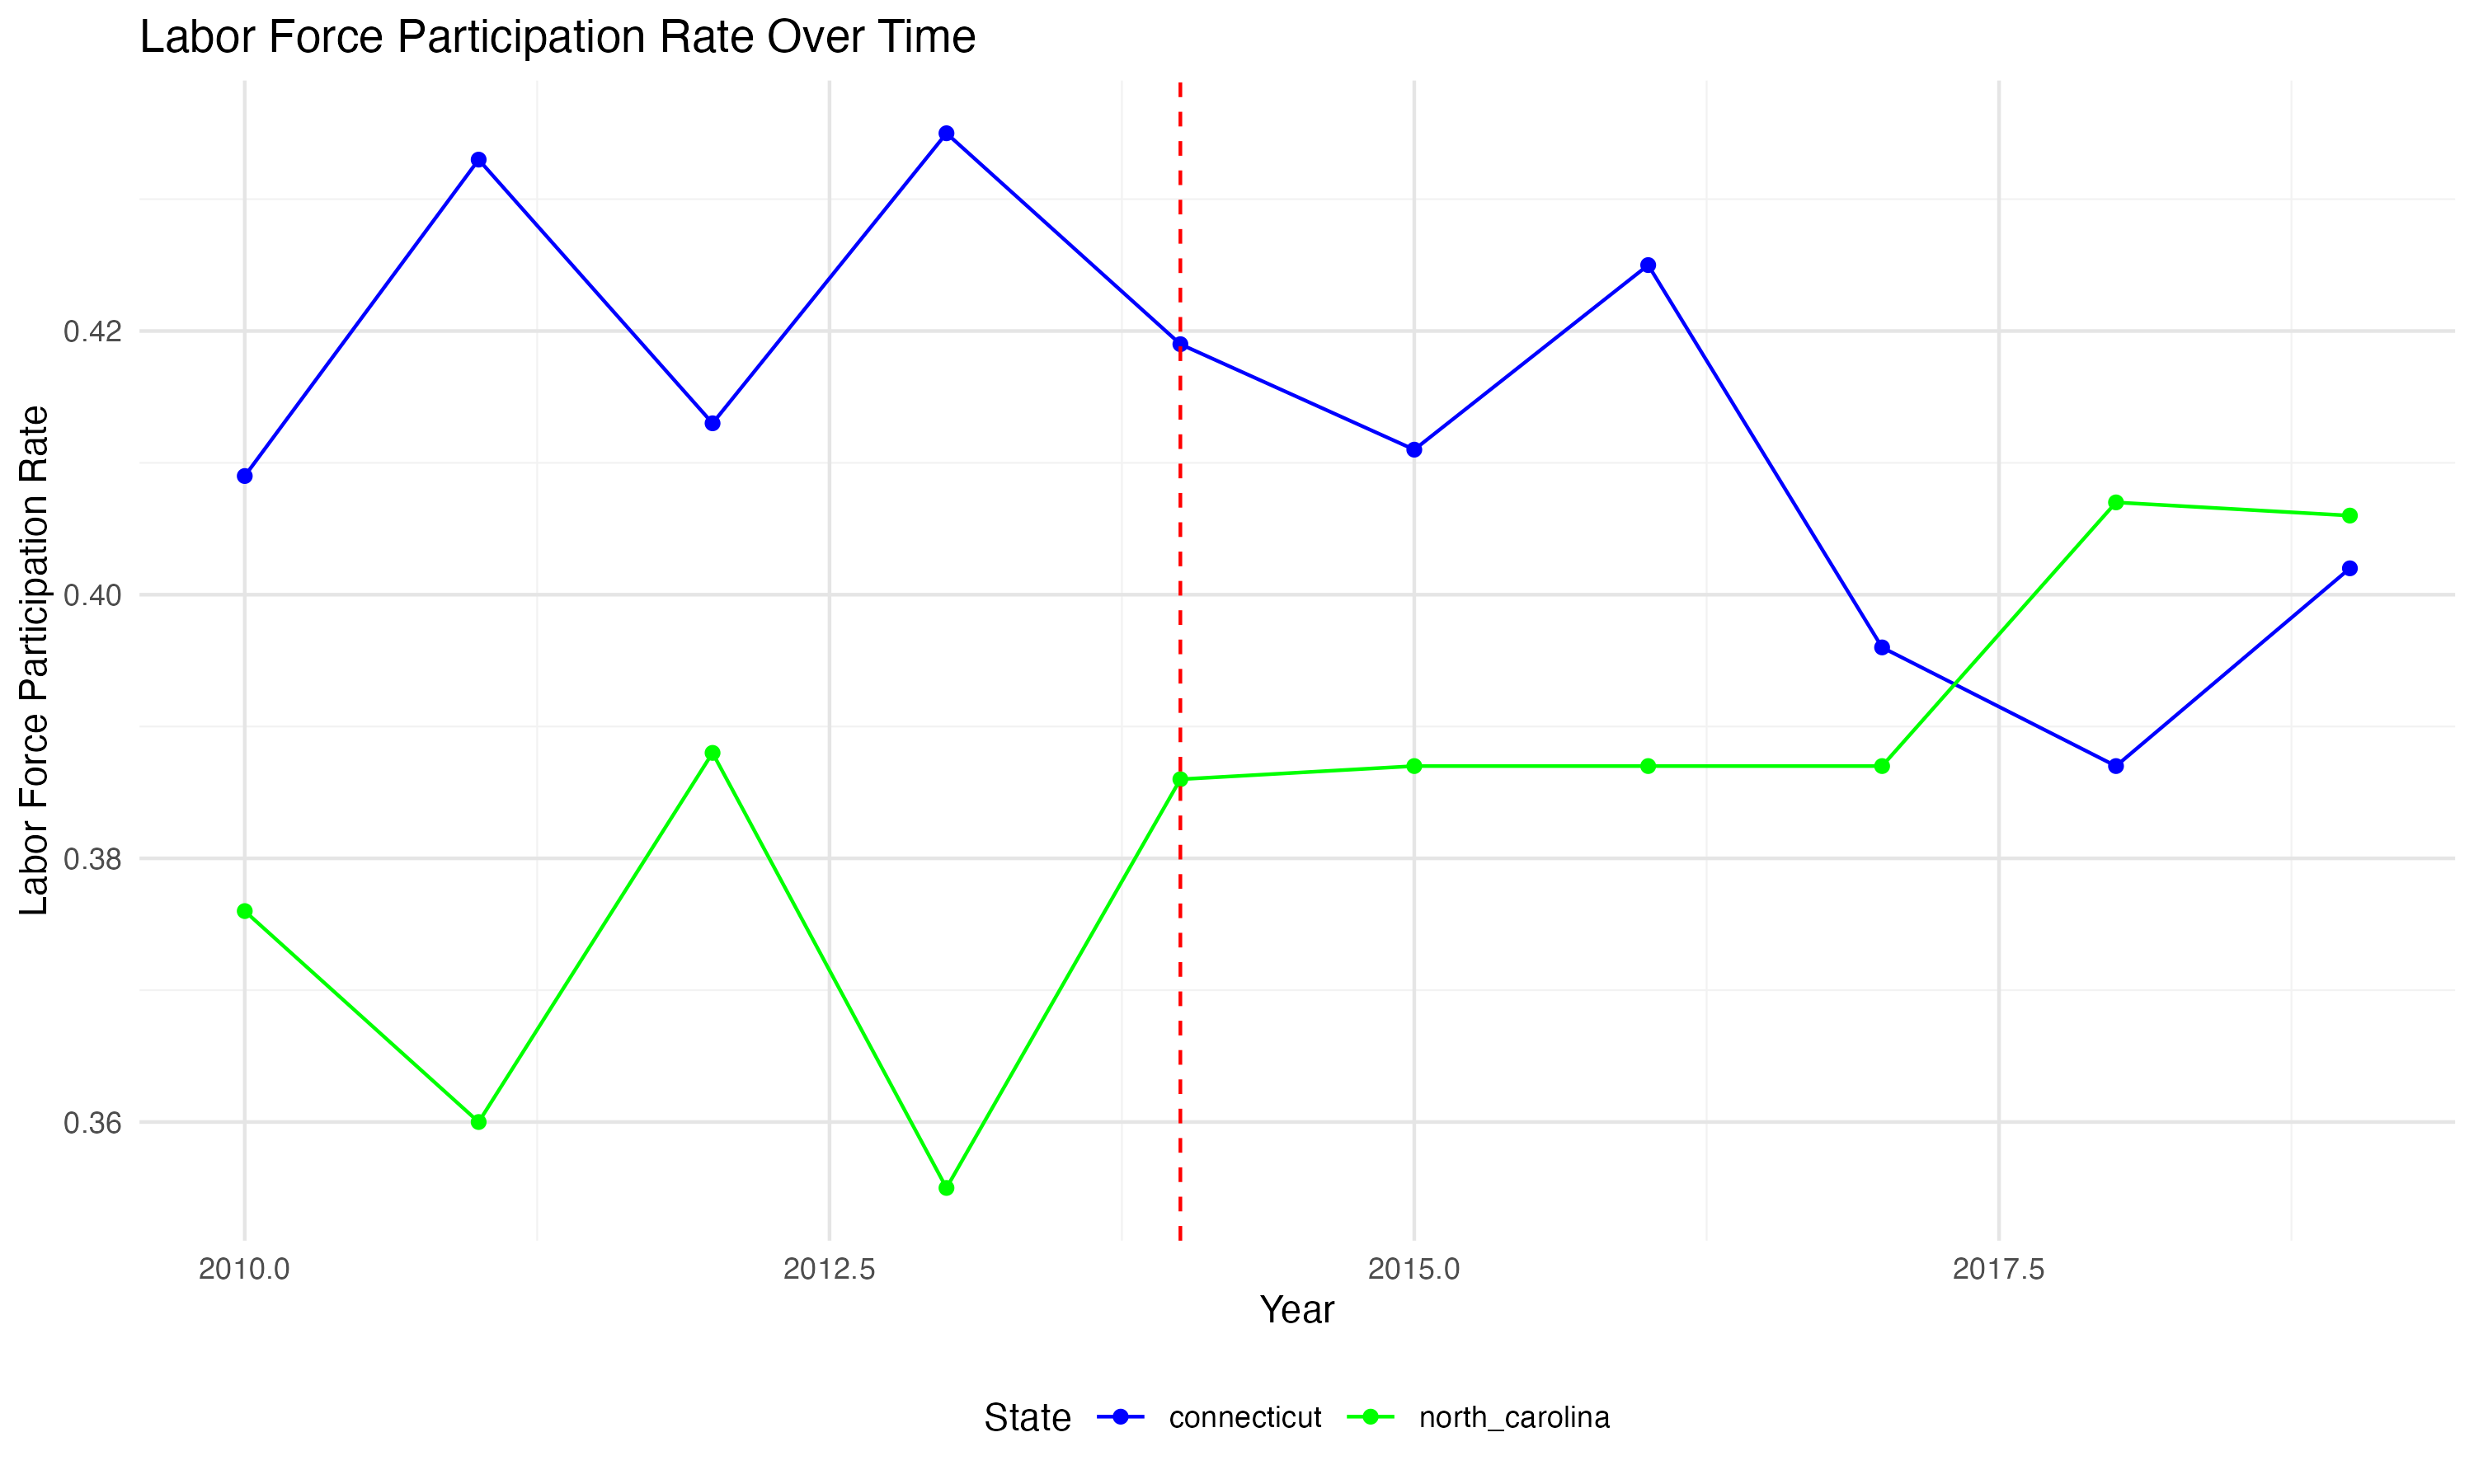 Labor Force Participation Rate Over Time
Labor Force Participation Rate
0.42
0.40
0.38
0.36
2010.0 2012.5 2015.0 2017.5
Year
State connecticut north_carolina